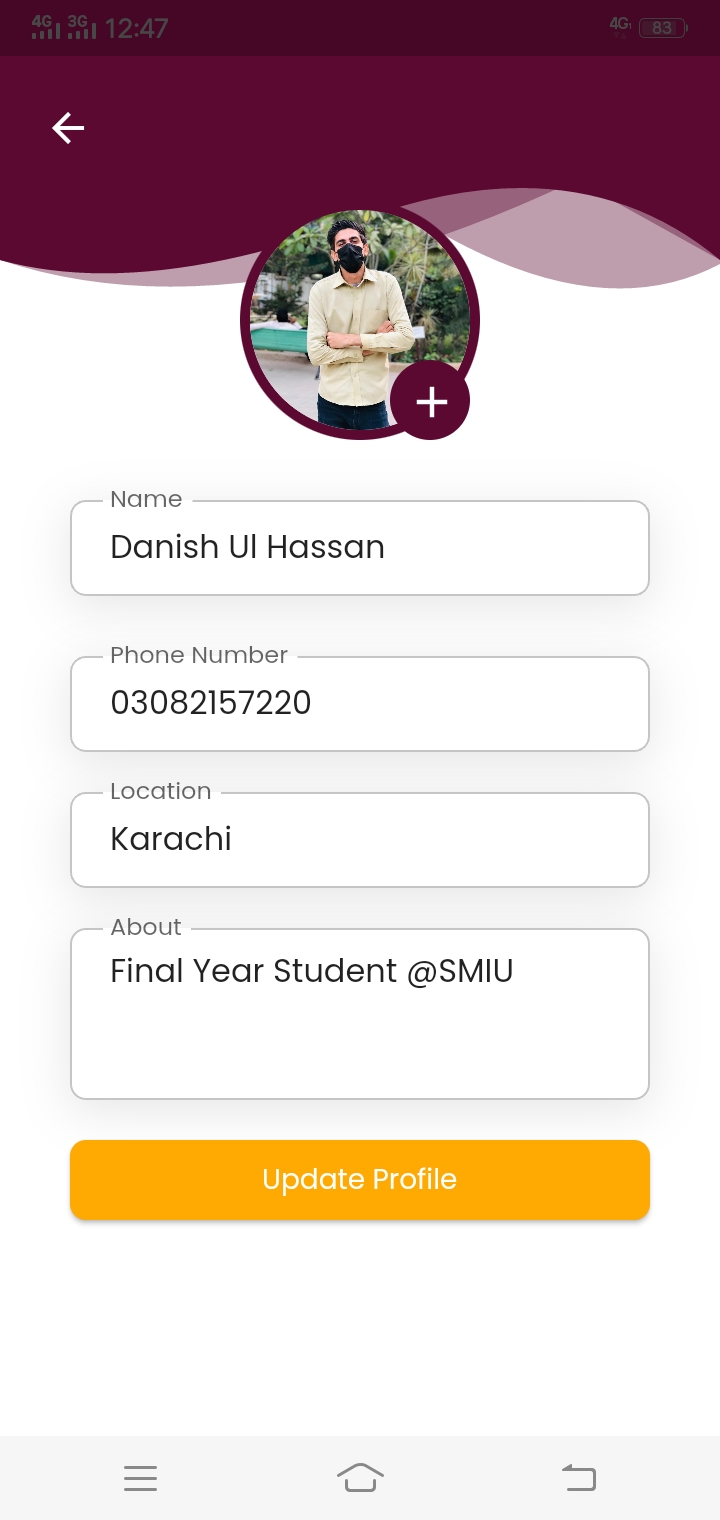 4G 3G 12:47 4G 83
Name
Danish Ul Hassan
Phone Number
03082157220
Location
Karachi
About
Final Year Student @SMIU
Update Profile